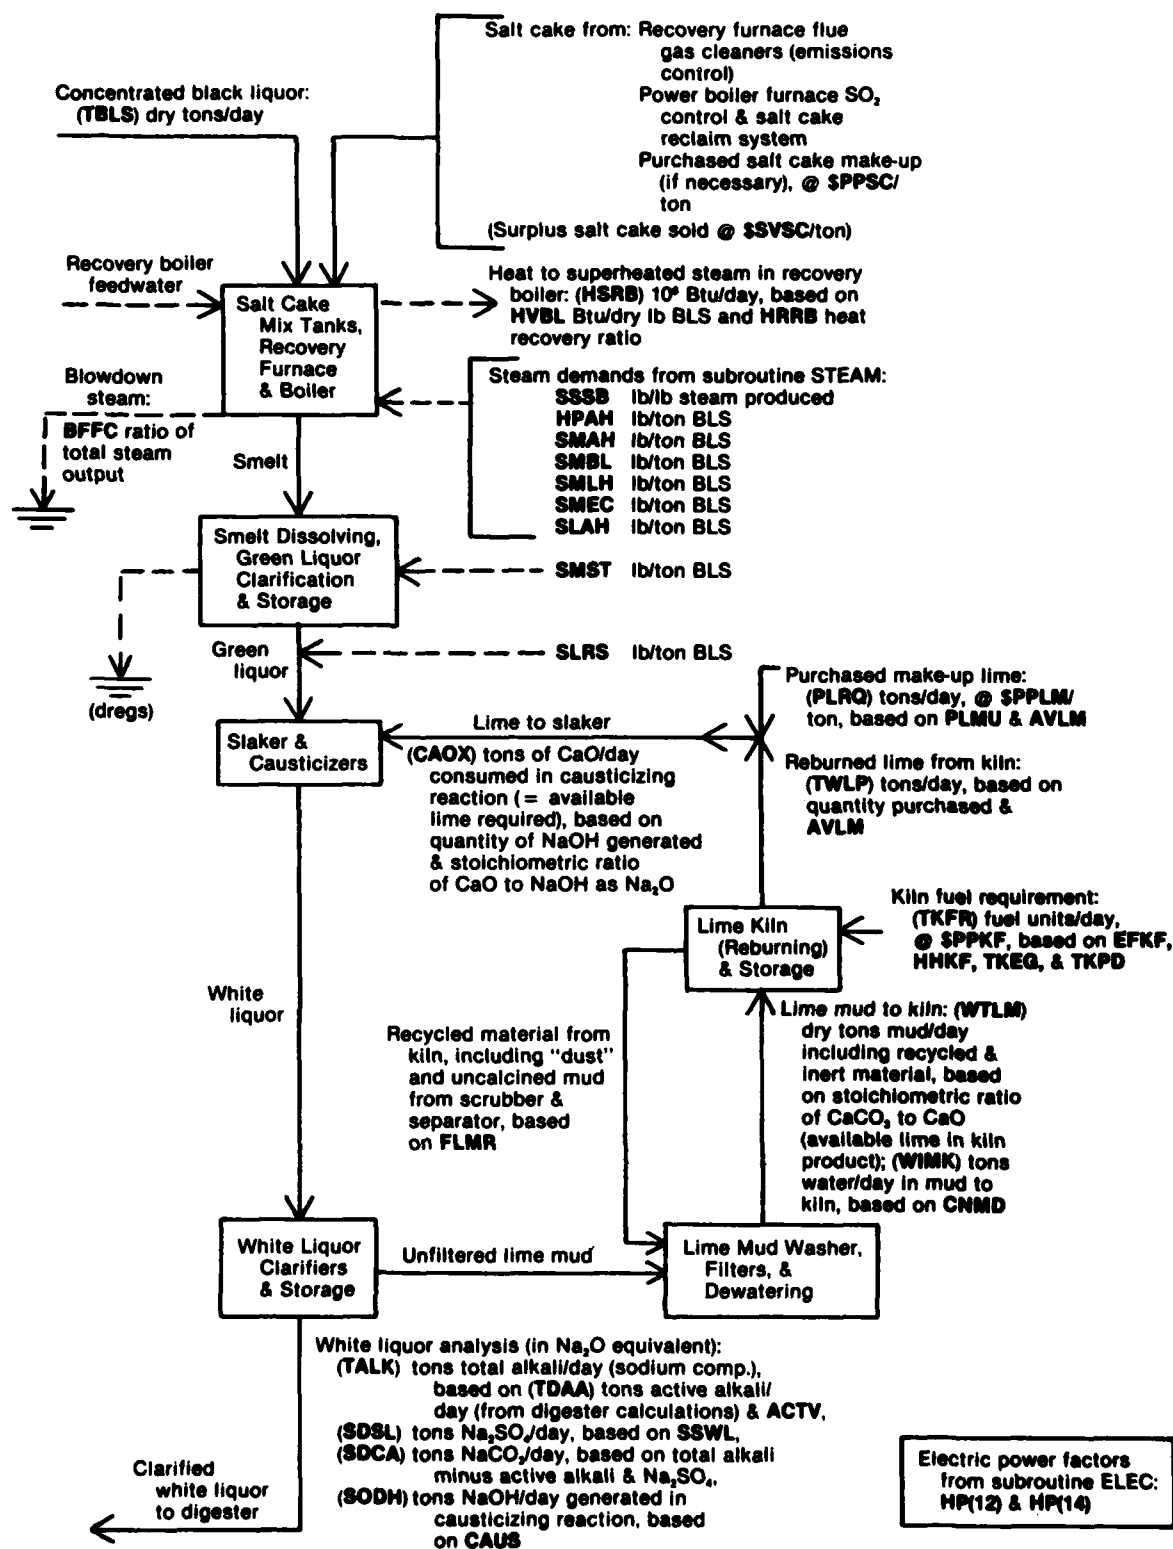 Salt cake from: Recovery furnace flue
gas cleaners (emissions
control)
Power boiler furnace SO₂
control & salt cake
reclaim system
Purchased salt cake make-up
(if necessary), @ $PPSC/
ton
(Surplus salt cake sold @ $SVSC/ton)
Concentrated black liquor:
(TBLS) dry tons/day
Recovery boiler
feedwater
Salt Cake
Mix Tanks,
Recovery
Furnace
& Boiler
Heat to superheated steam in recovery
boiler: (HSRB) 10⁶ Btu/day, based on
HVBL Btu/dry lb BLS and HRRB heat
recovery ratio
Blowdown
steam:
BFFC ratio of
total steam
output
Steam demands from subroutine STEAM:
SSSB lb/lb steam produced
HPAH lb/ton BLS
SMAH lb/ton BLS
SMBL lb/ton BLS
SMLH lb/ton BLS
SMEC lb/ton BLS
SLAH lb/ton BLS
Smelt
Smelt Dissolving,
Green Liquor
Clarification
& Storage
SMST lb/ton BLS
(dregs)
Green
liquor
SLRS lb/ton BLS
Slaker &
Causticizers
Lime to slaker
(CAOX) tons of CaO/day
consumed in causticizing
reaction (= available
lime required), based on
quantity of NaOH generated
& stoichiometric ratio
of CaO to NaOH as Na₂O
Purchased make-up lime:
(PLRQ) tons/day, @ $PPLM/
ton, based on PLMU & AVLM
Reburned lime from kiln:
(TWLP) tons/day, based on
quantity purchased &
AVLM
Lime Kiln
(Reburning)
& Storage
Kiln fuel requirement:
(TKFR) fuel units/day,
@ $PPKF, based on EFKF,
HHKF, TKEG, & TKPD
White
liquor
Recycled material from
kiln, including "dust"
and uncalcined mud
from scrubber &
separator, based
on FLMR
Lime mud to kiln: (WTLM)
dry tons mud/day
including recycled &
inert material, based
on stoichiometric ratio
of CaCO₃ to CaO
(available lime in kiln
product); (WIMK) tons
water/day in mud to
kiln, based on CNMD
White Liquor
Clarifiers
& Storage
Unfiltered lime mud
Lime Mud Washer,
Filters, &
Dewatering
White liquor analysis (in Na₂O equivalent):
(TALK) tons total alkali/day (sodium comp.),
based on (TDAA) tons active alkali/
day (from digester calculations) & ACTV,
(SDSL) tons Na₂SO₄/day, based on SSWL,
(SDCA) tons NaCO₃/day, based on total alkali
minus active alkali & Na₂SO₄,
(SODH) tons NaOH/day generated in
causticizing reaction, based
on CAUS
Clarified
white liquor
to digester
Electric power factors
from subroutine ELEC:
HP(12) & HP(14)